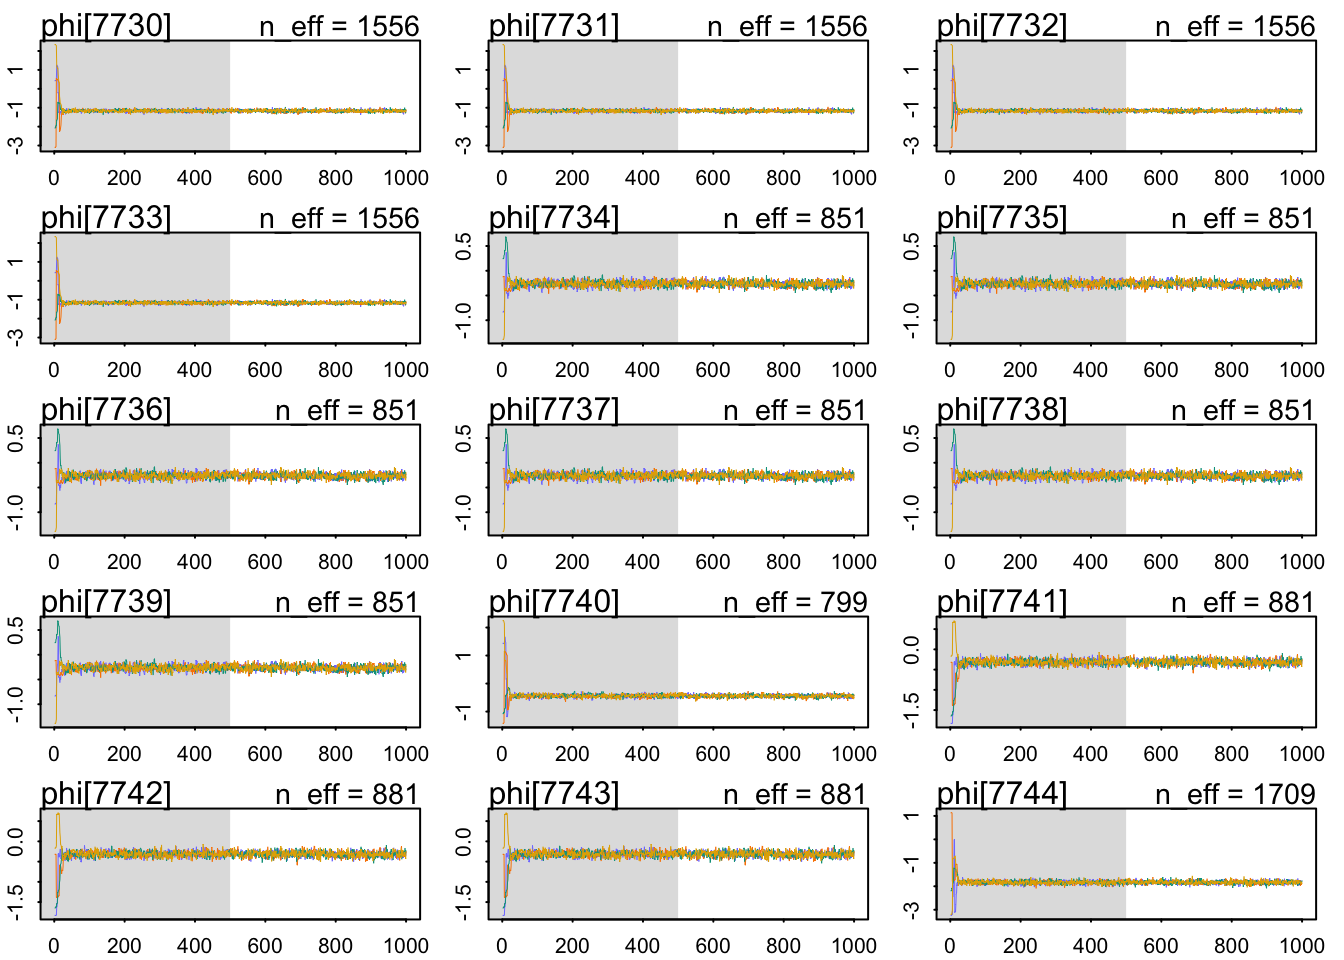 phi[7730] n_eff = 1556 phi[7731] n_eff = 1556 phi[7732] n_eff = 1556
1 1 1
-1 -1 -1
-3 -3 -3
0 200 400 600 800 1000 0 200 400 600 800 1000 0 200 400 600 800 1000
phi[7733] n_eff = 1556 phi[7734] n_eff = 851 phi[7735] n_eff = 851
1 0.5 0.5
-1 -1.0 -1.0
-3
0 200 400 600 800 1000 0 200 400 600 800 1000 0 200 400 600 800 1000
phi[7736] n_eff = 851 phi[7737] n_eff = 851 phi[7738] n_eff = 851
0.5 0.5 0.5
-1.0 -1.0 -1.0
0 200 400 600 800 1000 0 200 400 600 800 1000 0 200 400 600 800 1000
phi[7739] n_eff = 851 phi[7740] n_eff = 799 phi[7741] n_eff = 881
0.5 1 0.0
-1.0 -1 -1.5
0 200 400 600 800 1000 0 200 400 600 800 1000 0 200 400 600 800 1000
phi[7742] n_eff = 881 phi[7743] n_eff = 881 phi[7744] n_eff = 1709
0.0 0.0 1
-1.5 -1.5 -1
-3
0 200 400 600 800 1000 0 200 400 600 800 1000 0 200 400 600 800 1000